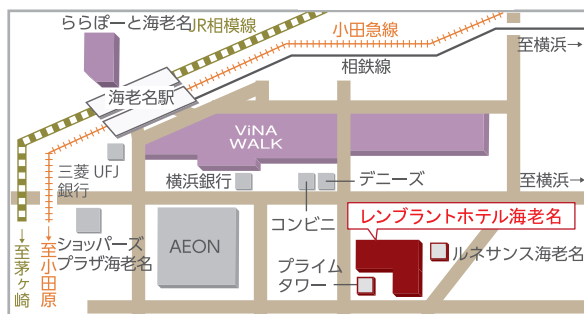 ららぽーと海老名
JR相模線
小田急線
至横浜→
相鉄線
海老名駅
ViNA
WALK
三菱UFJ
銀行
横浜銀行
デニーズ
至横浜→
コンビニ
レンブラントホテル海老名
ショッパーズ
プラザ海老名
AEON
ルネサンス海老名
プライム
タワー
←至茅ヶ崎
←至小田原